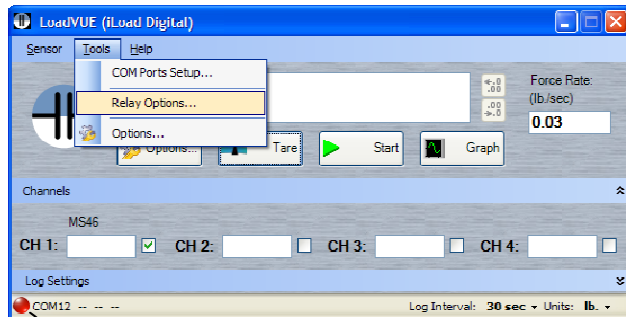 LoadVUE (iLoad Digital)
Sensor Tools Help
COM Ports Setup...
Relay Options...
Options...
Force Rate:
(lb./sec)
0.03
Options... Tare Start Graph
Channels
MS46
CH 1: CH 2: CH 3: CH 4:
Log Settings
COM12 -- -- -- Log Interval: 30 sec Units: lb.